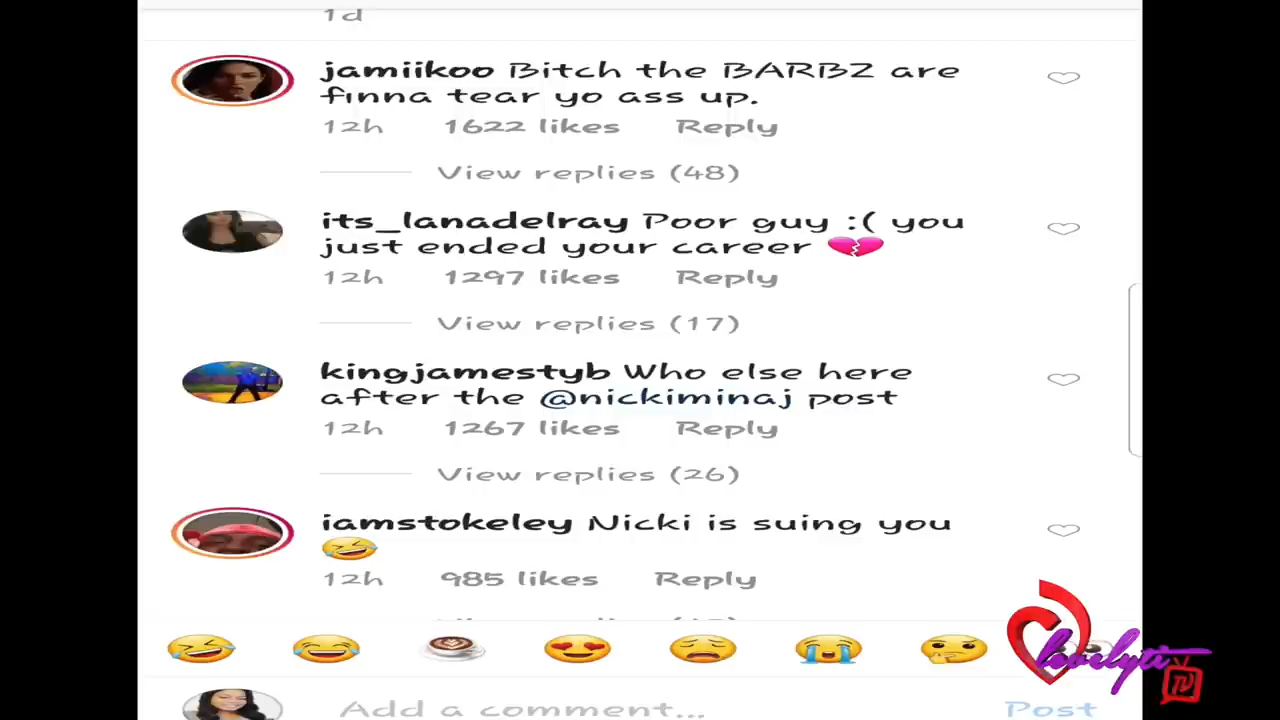 1d
jamiikoo Bitch the BARBZ are
finna tear yo ass up.
12h 1622 likes Reply
View replies (48)
its_lanadelray Poor guy :( you
just ended your career 💔
12h 1297 likes Reply
View replies (17)
kingjamestyb Who else here
after the @nickiminaj post
12h 1267 likes Reply
View replies (26)
iamstokeley Nicki is suing you
🤣
12h 985 likes Reply
Add a comment... Post
lovelyti
TV